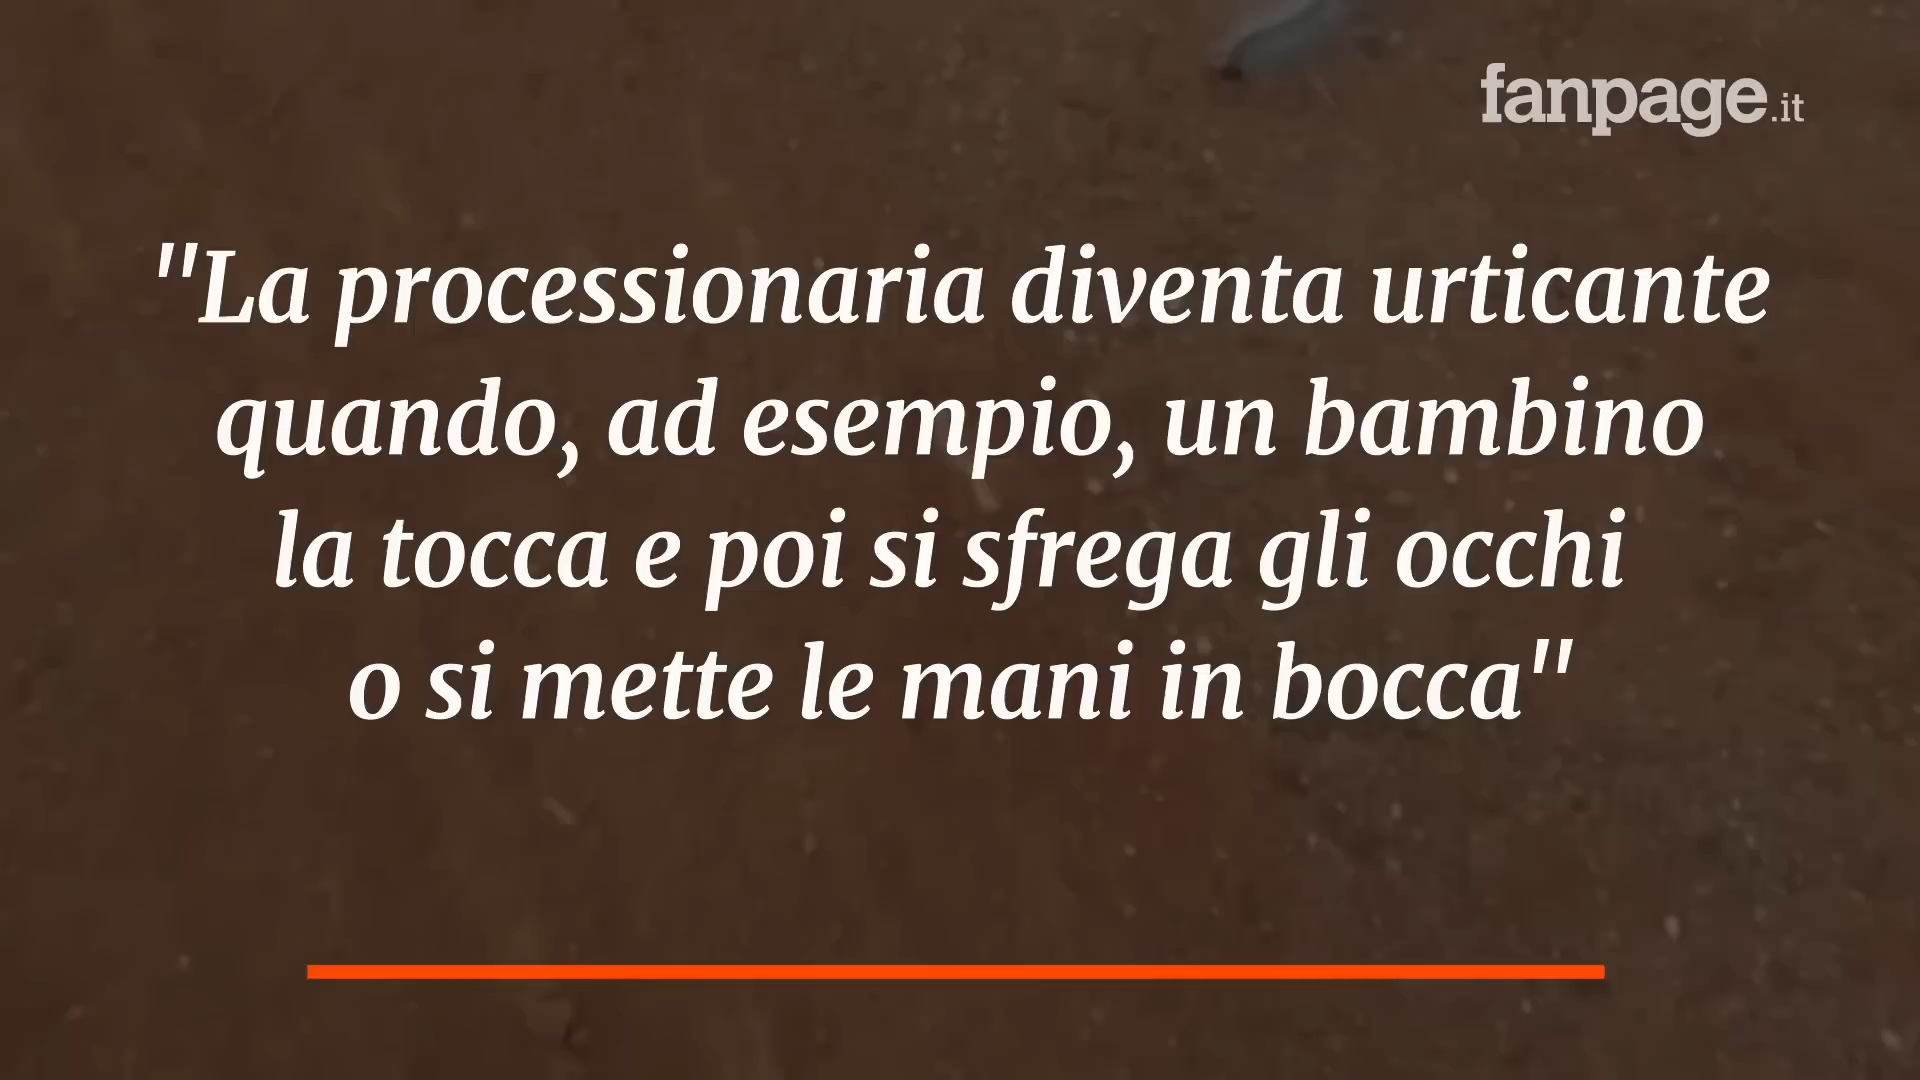 fanpage.it
"La processionaria diventa urticante
quando, ad esempio, un bambino
la tocca e poi si sfrega gli occhi
o si mette le mani in bocca"